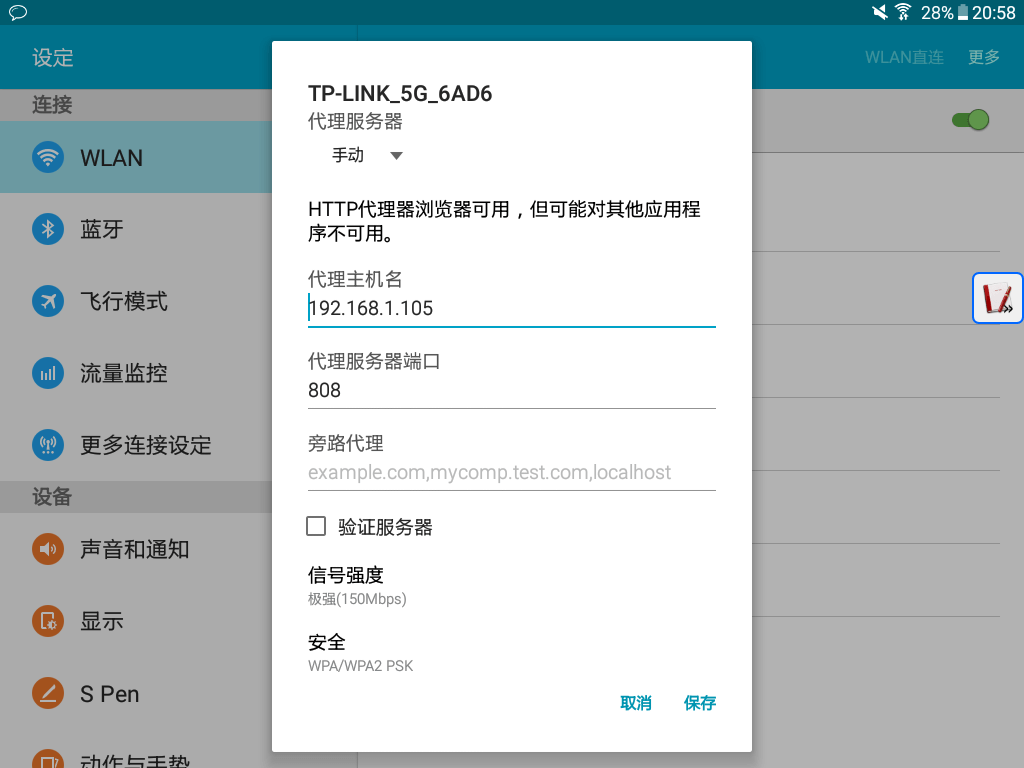 28% 20:58
设定
WLAN直连 更多
连接
WLAN
蓝牙
飞行模式
流量监控
更多连接设定
设备
声音和通知
显示
S Pen
动作与手势
TP-LINK_5G_6AD6
代理服务器
手动
HTTP代理器浏览器可用，但可能对其他应用程
序不可用。
代理主机名
192.168.1.105
代理服务器端口
808
旁路代理
example.com,mycomp.test.com,localhost
验证服务器
信号强度
极强(150Mbps)
安全
WPA/WPA2 PSK
取消 保存